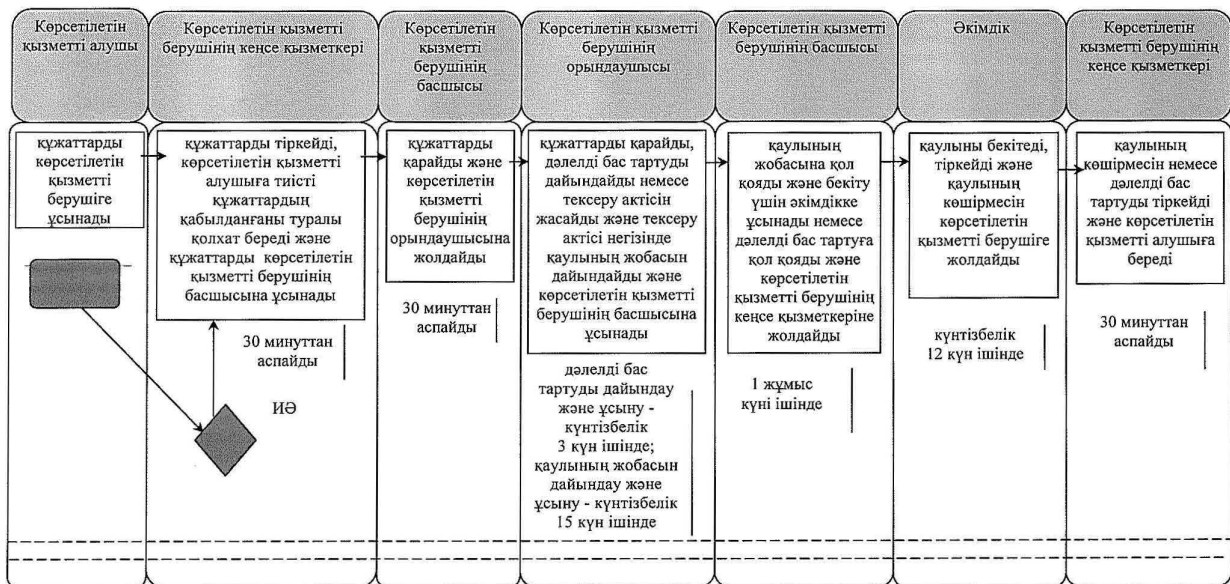 Көрсетілетін
қызметті алушы
Көрсетілетін қызметті
берушінің кеңсе қызметкері
Көрсетілетін
қызметті
берушінің
басшысы
Көрсетілетін қызметті
берушінің
орындаушысы
Көрсетілетін қызметті
берушінің басшысы
Әкімдік
Көрсетілетін
қызметті берушінің
кеңсе қызметкері
құжаттарды
көрсетілетін
қызметті
берушіге
ұсынады
құжаттарды тіркейді,
көрсетілетін қызметті
алушыға тиісті
құжаттардың
қабылданғаны туралы
қолхат береді және
құжаттарды көрсетілетін
қызметті берушінің
басшысына ұсынады
30 минуттан
аспайды
ИӘ
құжаттарды
қарайды және
көрсетілетін
қызметті
берушінің
орындаушысына
жолдайды
30 минуттан
аспайды
құжаттарды қарайды,
дәлелді бас тартуды
дайындайды немесе
тексеру актісін
жасайды және тексеру
актісі негізінде
қаулының жобасын
дайындайды және
көрсетілетін қызметті
берушінің басшысына
ұсынады
дәлелді бас
тартуды дайындау
және ұсыну -
күнтізбелік
3 күн ішінде;
қаулының жобасын
дайындау және
ұсыну - күнтізбелік
15 күн ішінде
қаулының
жобасына қол
қояды және бекіту
үшін әкімдікке
ұсынады немесе
дәлелді бас тартуға
қол қояды және
көрсетілетін
қызметті берушінің
кеңсе қызметкеріне
жолдайды
1 жұмыс
күні ішінде
қаулыны бекітеді,
тіркейді және
қаулының
көшірмесін
көрсетілетін
қызметті берушіге
жолдайды
күнтізбелік
12 күн ішінде
қаулының
көшірмесін немесе
дәлелді бас
тартуды тіркейді
және көрсетілетін
қызметті алушыға
береді
30 минуттан
аспайды